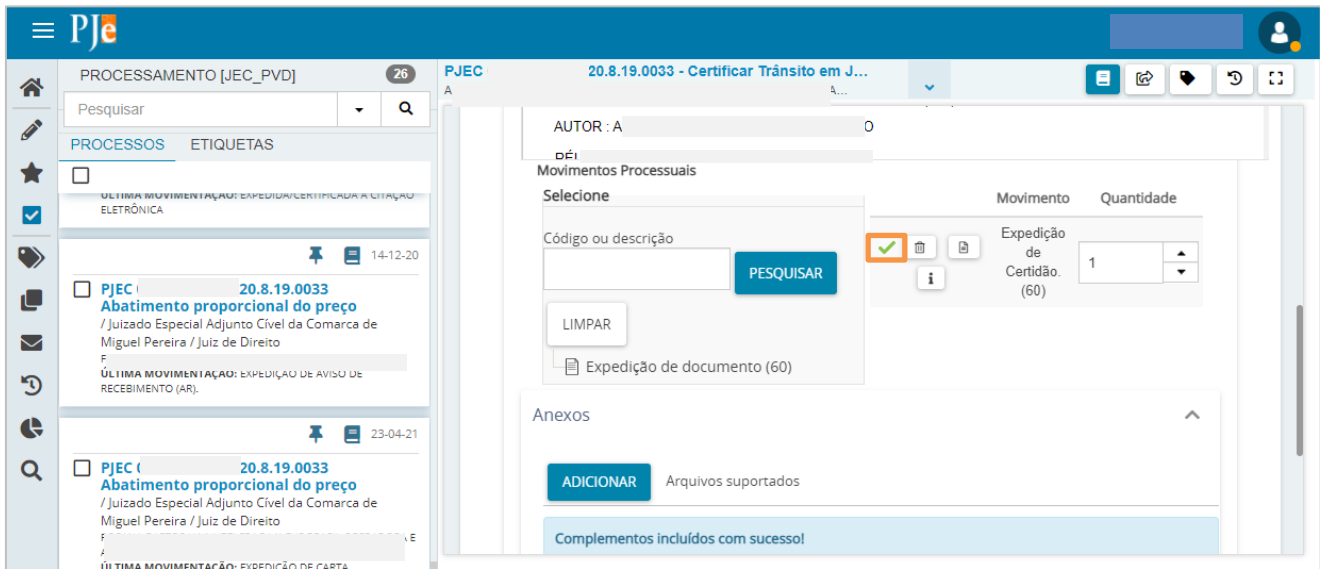 PJe
PROCESSAMENTO [JEC_PVD] 26
Pesquisar
PROCESSOS ETIQUETAS
ÚLTIMA MOVIMENTAÇÃO: EXPEDIDA/CERTIFICADA A CITAÇÃO
ELETRÔNICA
14-12-20
PJEC 20.8.19.0033
Abatimento proporcional do preço
/ Juizado Especial Adjunto Cível da Comarca de
Miguel Pereira / Juiz de Direito
ÚLTIMA MOVIMENTAÇÃO: EXPEDIÇÃO DE AVISO DE
RECEBIMENTO (AR).
23-04-21
PJEC 20.8.19.0033
Abatimento proporcional do preço
/ Juizado Especial Adjunto Cível da Comarca de
Miguel Pereira / Juiz de Direito
E
ÚLTIMA MOVIMENTAÇÃO: EXPEDIÇÃO DE CARTA
PJEC 20.8.19.0033 - Certificar Trânsito em J...
A A...
AUTOR : A O
Movimentos Processuais
Selecione
Código ou descrição
PESQUISAR
LIMPAR
Expedição de documento (60)
Movimento Quantidade
Expedição
de
Certidão.
(60)
1
Anexos
ADICIONAR Arquivos suportados
Complementos incluídos com sucesso!